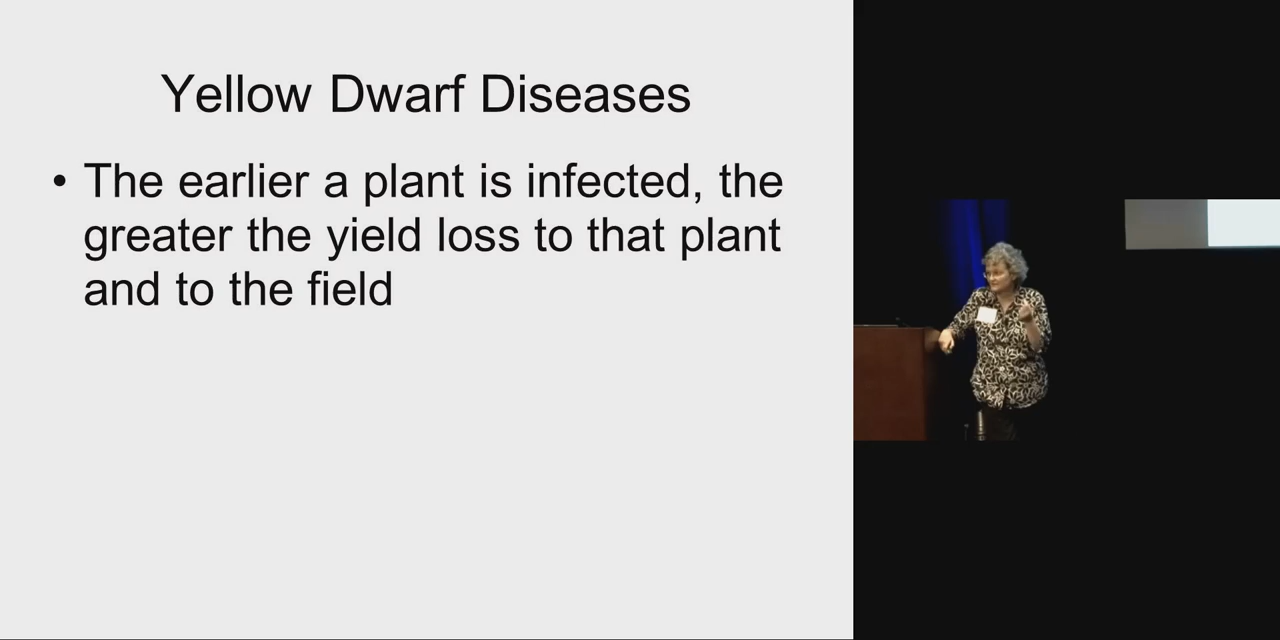 Yellow Dwarf Diseases
• The earlier a plant is infected, the
greater the yield loss to that plant
and to the field